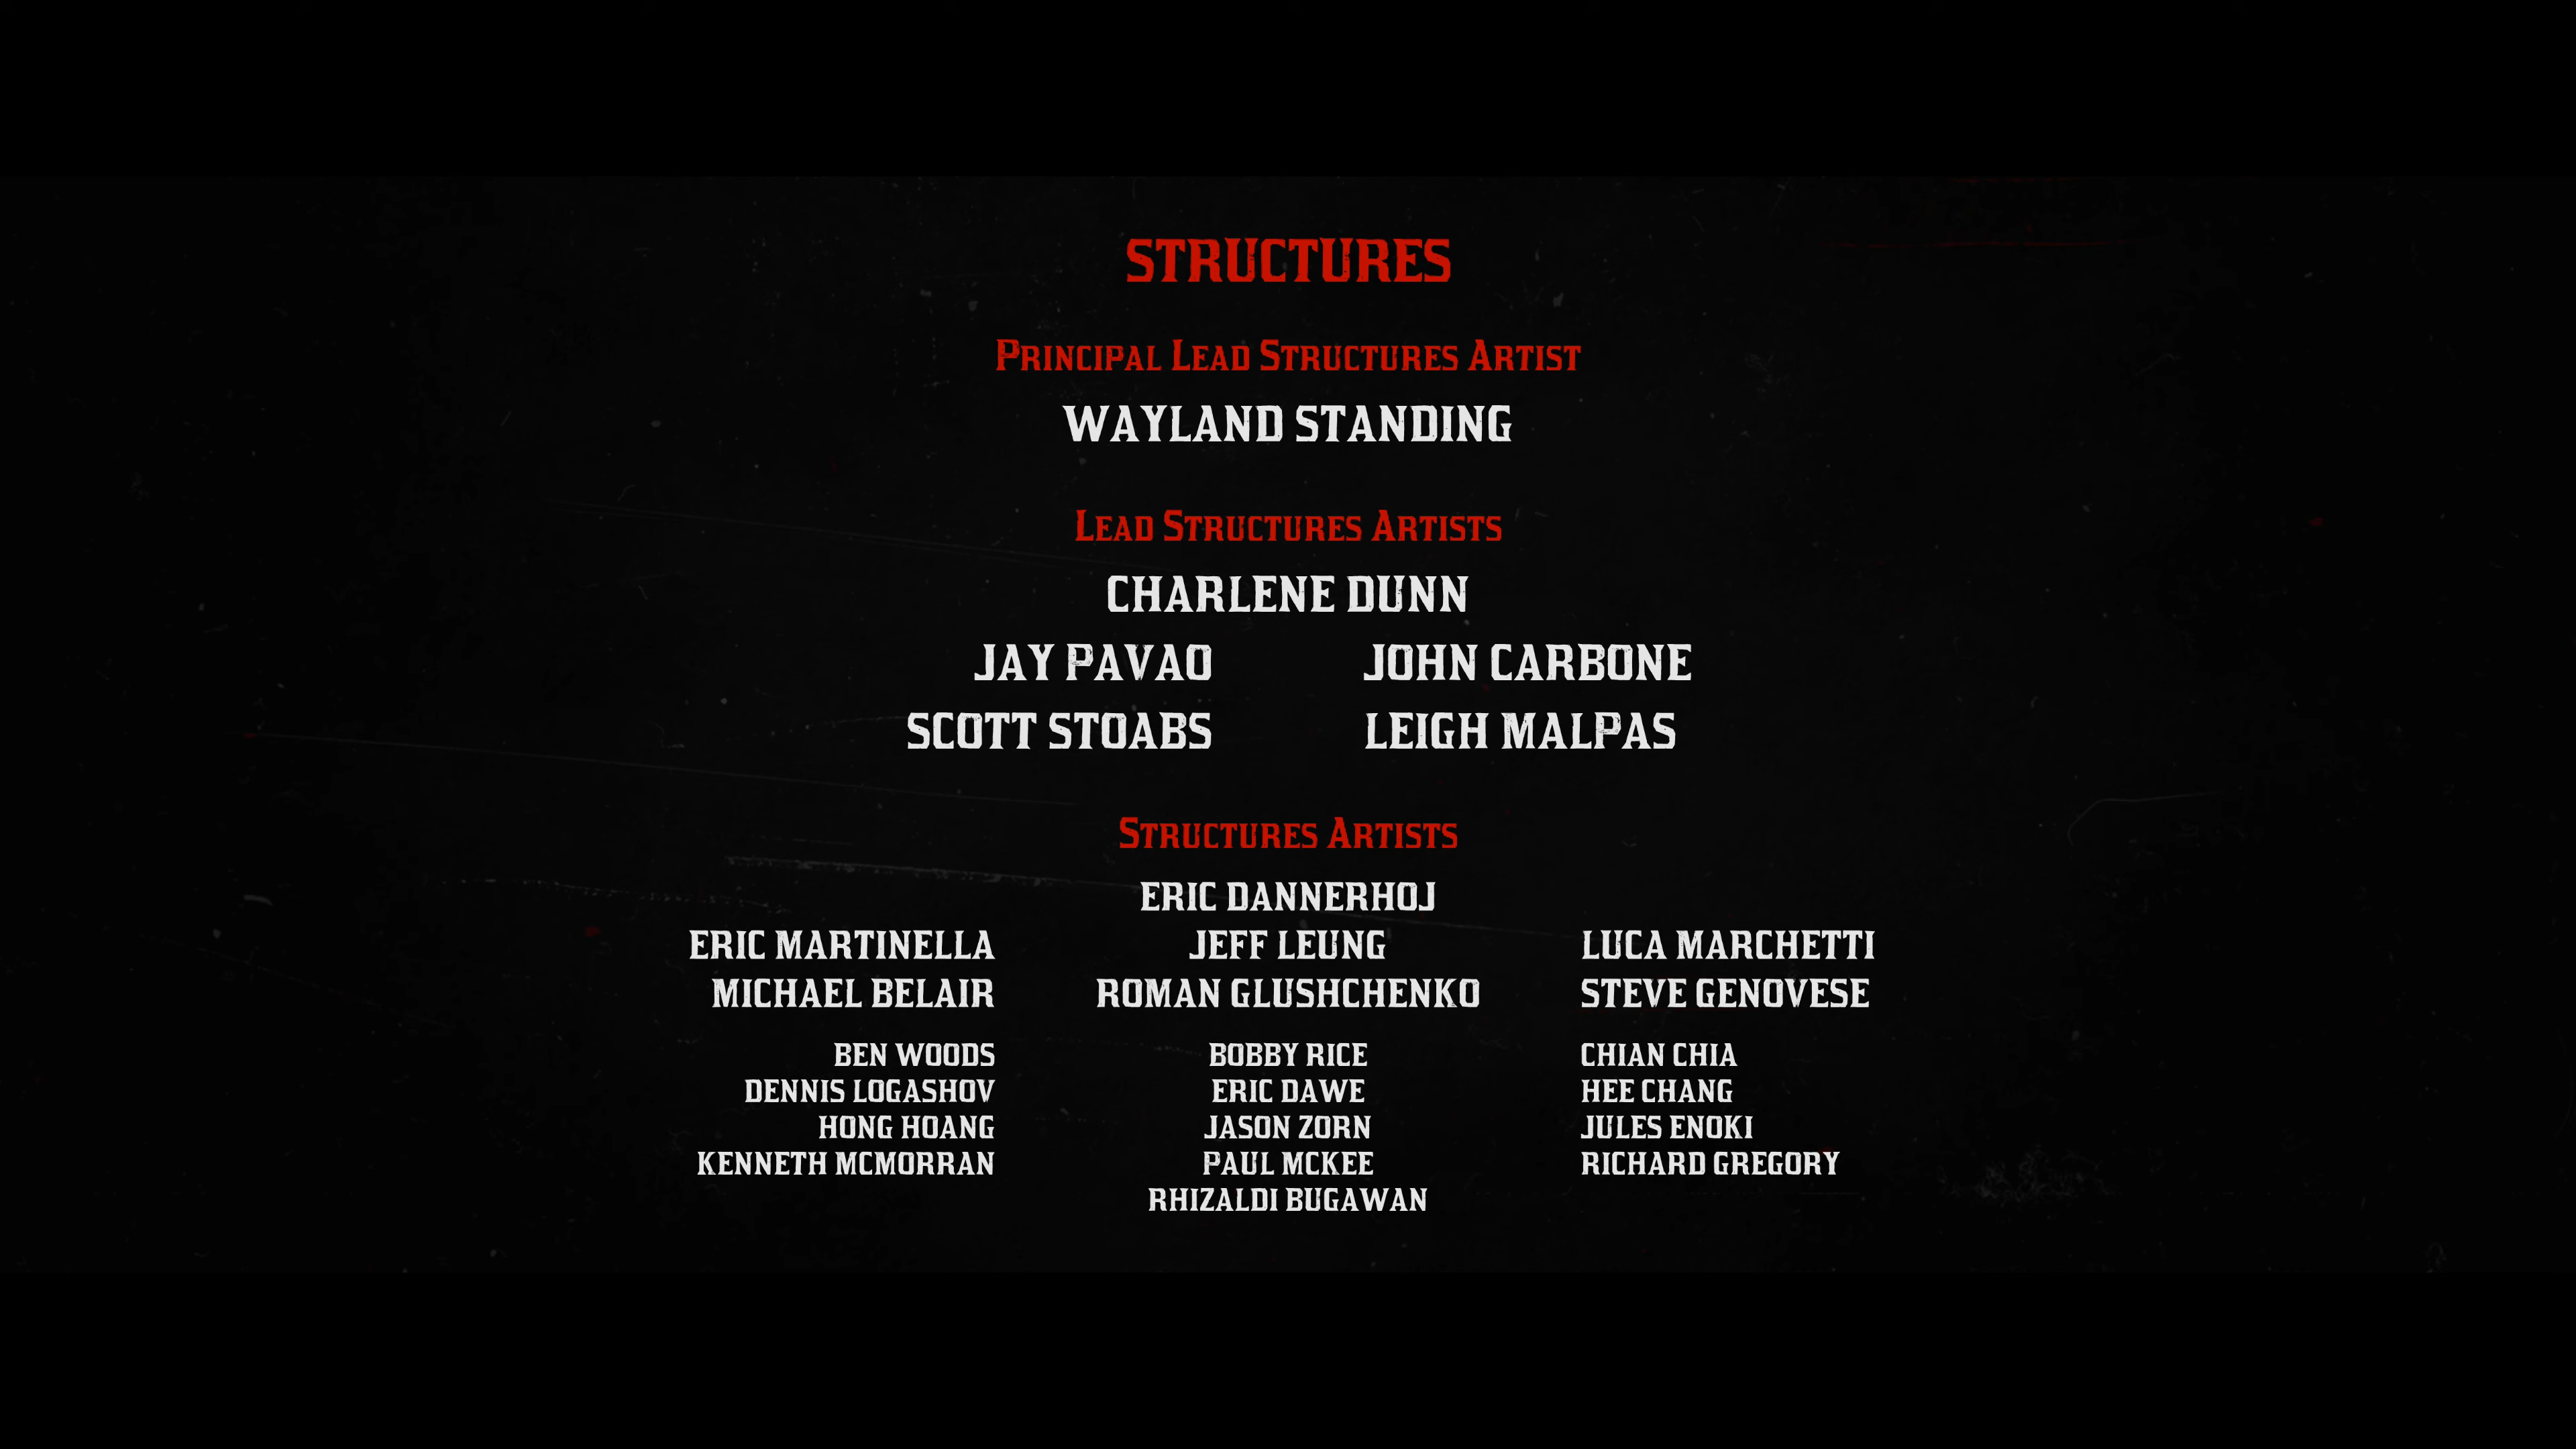 STRUCTURES
PRINCIPAL LEAD STRUCTURES ARTIST
WAYLAND STANDING
LEAD STRUCTURES ARTISTS
CHARLENE DUNN
JAY PAVAO JOHN CARBONE
SCOTT STOABS LEIGH MALPAS
STRUCTURES ARTISTS
ERIC DANNERHOJ
ERIC MARTINELLA JEFF LEUNG LUCA MARCHETTI
MICHAEL BELAIR ROMAN GLUSHCHENKO STEVE GENOVESE
BEN WOODS BOBBY RICE CHIAN CHIA
DENNIS LOGASHOV ERIC DAWE HEE CHANG
HONG HOANG JASON ZORN JULES ENOKI
KENNETH MCMORRAN PAUL MCKEE RICHARD GREGORY
RHIZALDI BUGAWAN